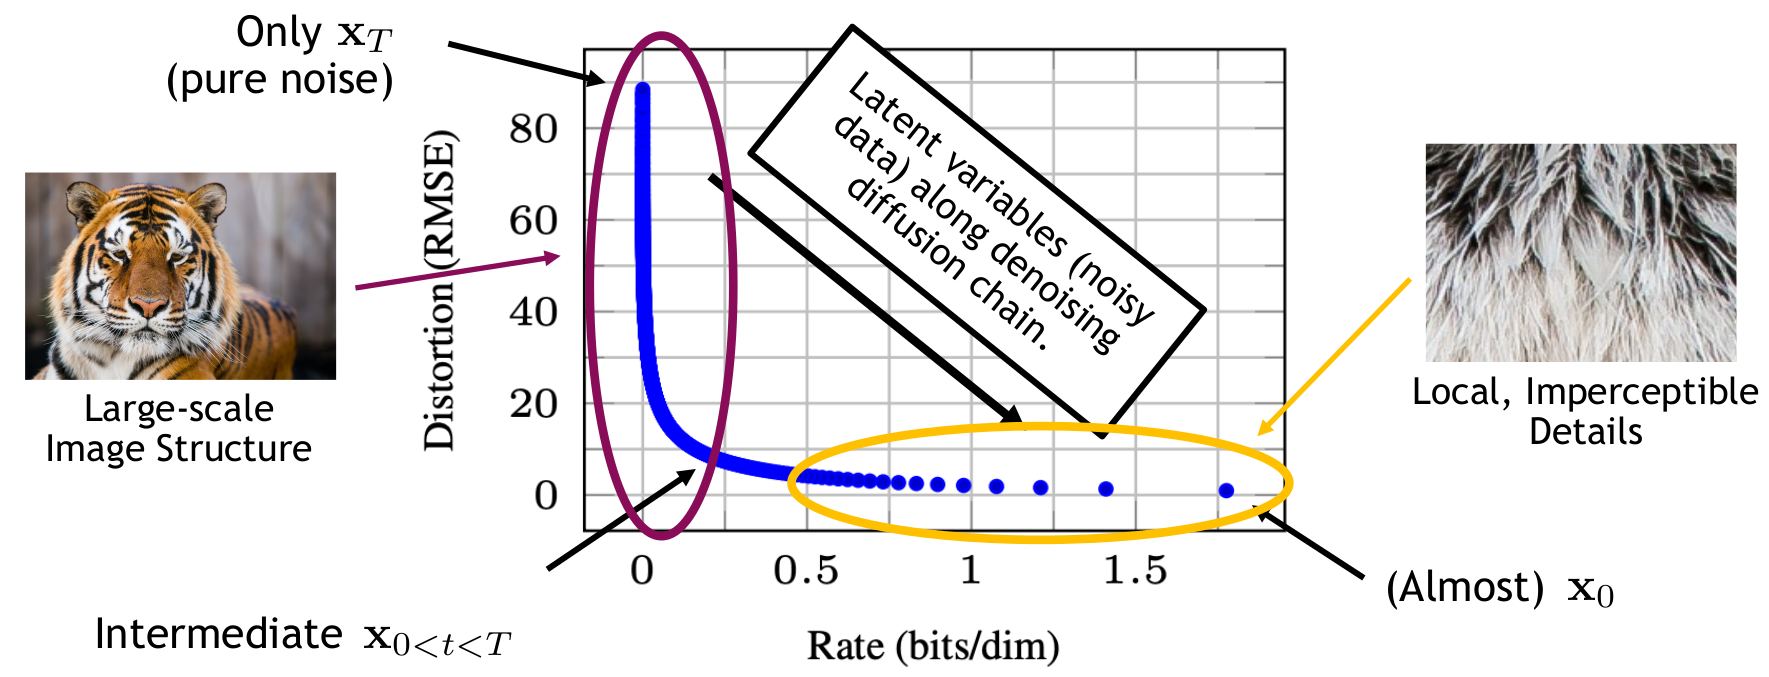 Only x_T
(pure noise)
Large-scale
Image Structure
Distortion (RMSE)
80
60
40
20
0
Latent variables (noisy
data) along denoising
diffusion chain.
Local, Imperceptible
Details
0
0.5
1
1.5
Rate (bits/dim)
Intermediate x_{0<t<T}
(Almost) x_0